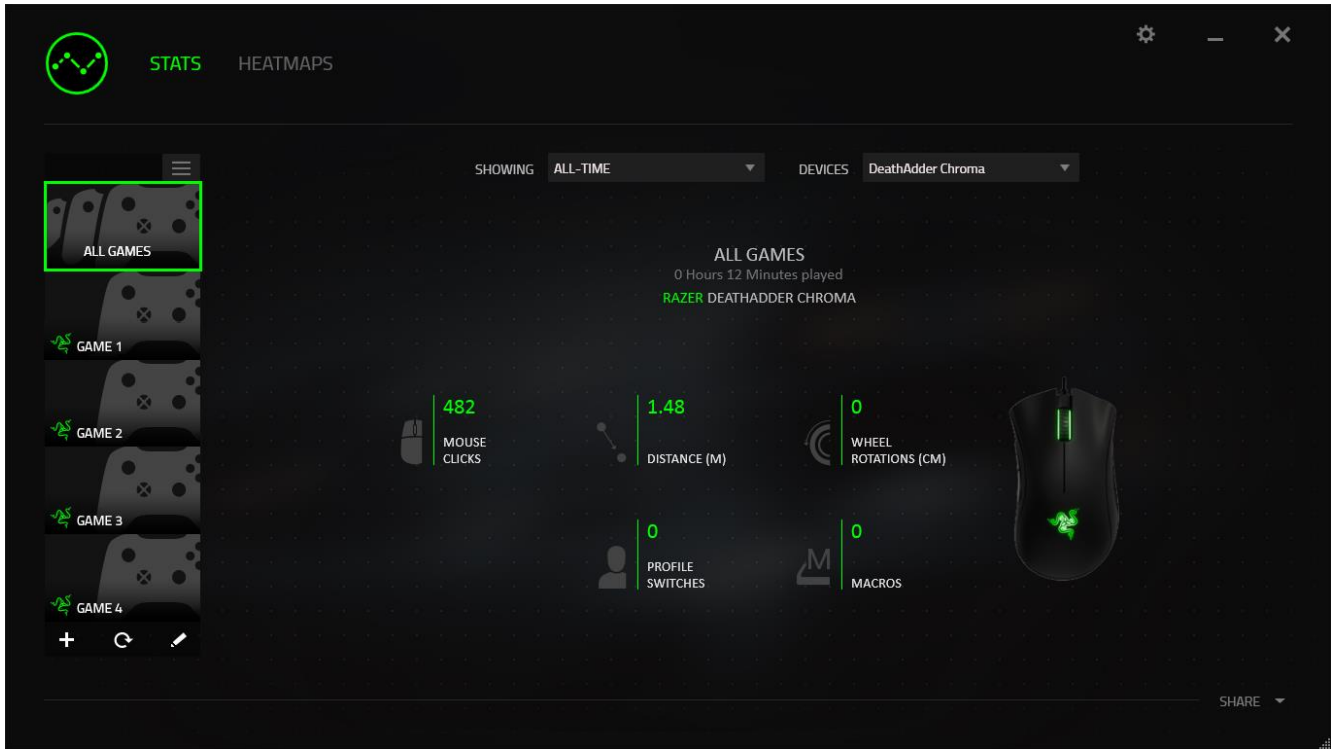 STATS
HEATMAPS
SHOWING
ALL-TIME
DEVICES
DeathAdder Chroma
ALL GAMES
GAME 1
GAME 2
GAME 3
GAME 4
ALL GAMES
0 Hours 12 Minutes played
RAZER DEATHADDER CHROMA
482
MOUSE
CLICKS
1.48
DISTANCE (M)
0
WHEEL
ROTATIONS (CM)
0
PROFILE
SWITCHES
M
0
MACROS
SHARE